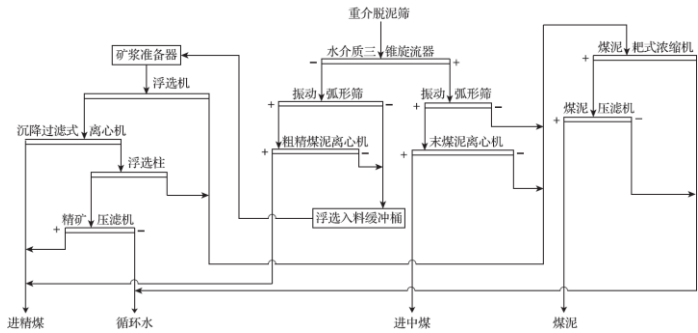 重介脱泥筛
水介质三锥旋流器
－ ＋
矿浆准备器
浮选机
煤泥 耙式浓缩机
＋ －
振动 弧形筛
＋ －
振动 弧形筛
＋ －
煤泥 压滤机
＋ －
沉降过滤式 离心机
粗精煤泥离心机
＋ －
末煤泥离心机
＋ －
浮选柱
浮选入料缓冲桶
精矿 压滤机
＋ －
进精煤
循环水
进中煤
煤泥